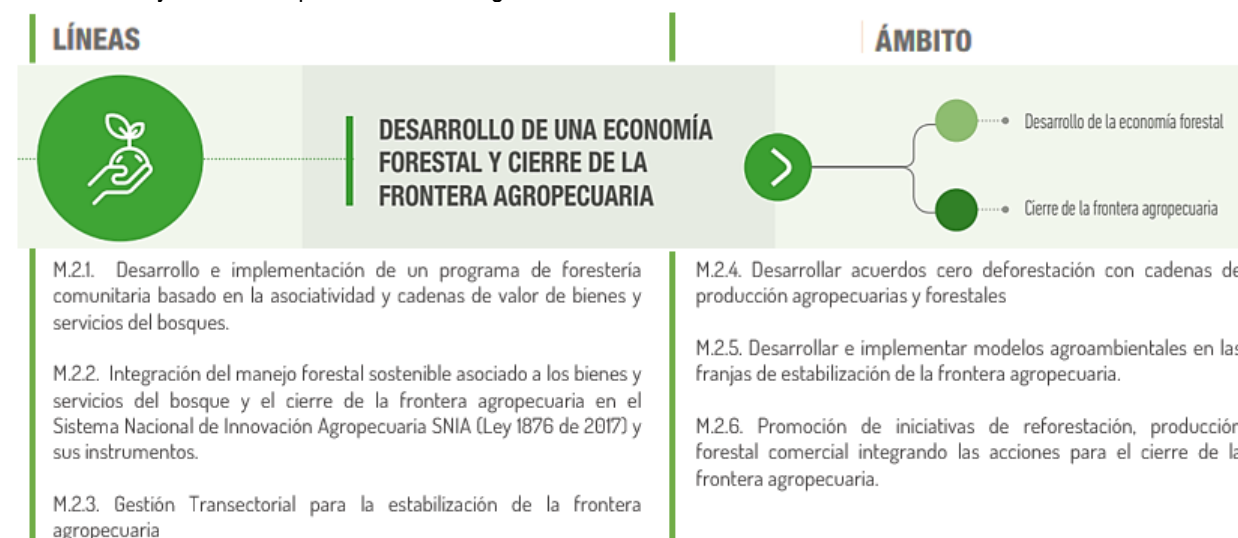 LÍNEAS
ÁMBITO
DESARROLLO DE UNA ECONOMÍA
FORESTAL Y CIERRE DE LA
FRONTERA AGROPECUARIA
Desarrollo de la economía forestal
Cierre de la frontera agropecuaria
M.2.1. Desarrollo e implementación de un programa de forestería
comunitaria basado en la asociatividad y cadenas de valor de bienes y
servicios del bosques.
M.2.2. Integración del manejo forestal sostenible asociado a los bienes y
servicios del bosque y el cierre de la frontera agropecuaria en el
Sistema Nacional de Innovación Agropecuaria SNIA (Ley 1876 de 2017) y
sus instrumentos.
M.2.3. Gestión Transectorial para la estabilización de la frontera
agropecuaria
M.2.4. Desarrollar acuerdos cero deforestación con cadenas de
producción agropecuarias y forestales
M.2.5. Desarrollar e implementar modelos agroambientales en las
franjas de estabilización de la frontera agropecuaria.
M.2.6. Promoción de iniciativas de reforestación, producción
forestal comercial integrando las acciones para el cierre de la
frontera agropecuaria.